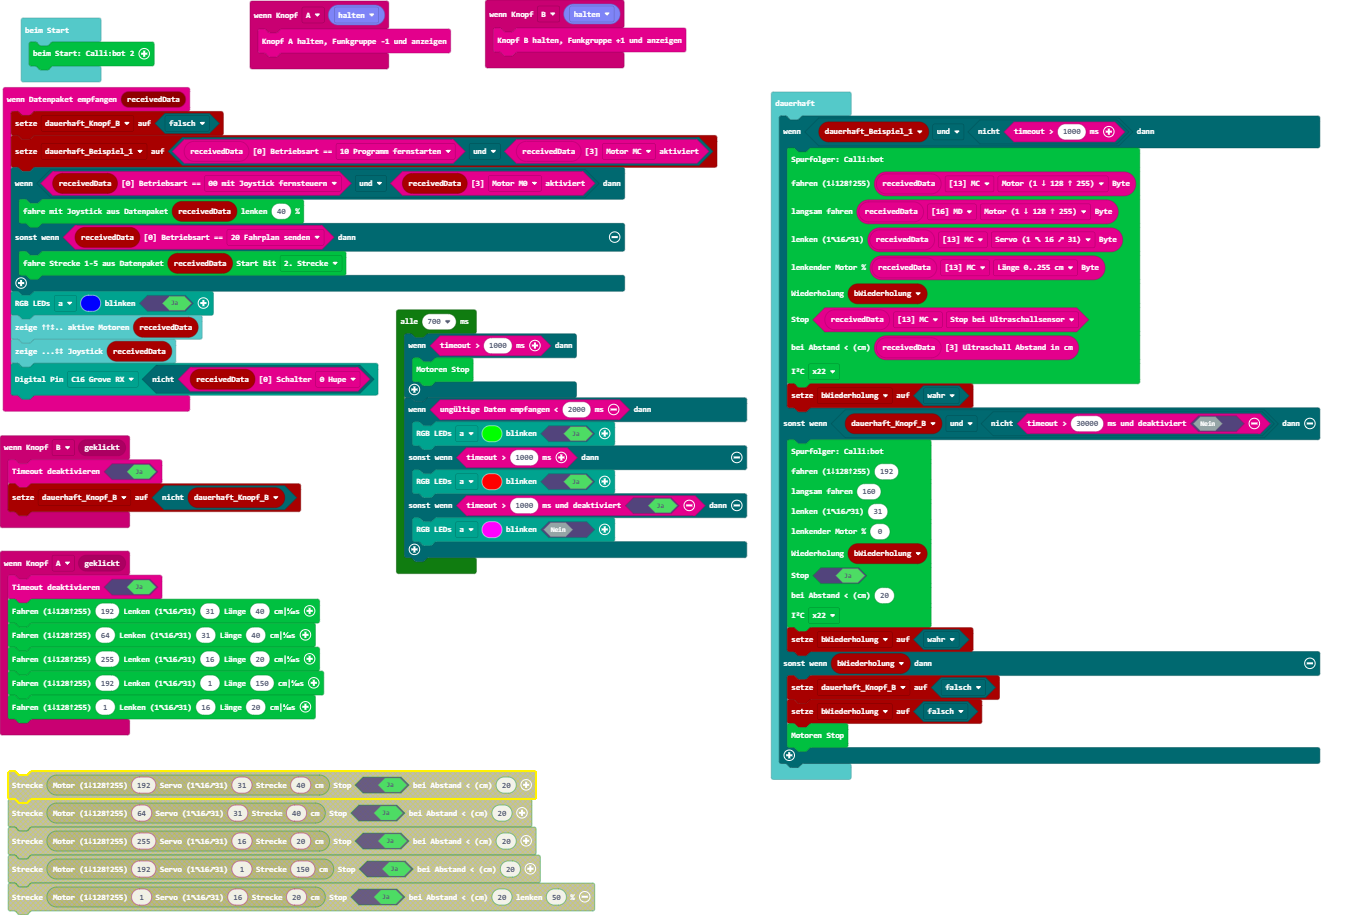 beim Start
beim Start: Calli:bot 2
wenn Knopf A halten
Knopf A halten, Funkgruppe -1 und anzeigen
wenn Knopf B halten
Knopf B halten, Funkgruppe +1 und anzeigen
wenn Datenpaket empfangen receivedData
setze dauerhaft_Knopf_B auf falsch
setze dauerhaft_Beispiel_1 auf receivedData [0] Betriebsart == 10 Programm fernstarten und receivedData [3] Motor MC aktiviert
wenn receivedData [0] Betriebsart == 00 mit Joystick fernsteuern und receivedData [3] Motor M0 aktiviert dann
fahre mit Joystick aus Datenpaket receivedData lenken 40 %
sonst wenn receivedData [0] Betriebsart == 20 Fahrplan senden dann
fahre Strecke 1-5 aus Datenpaket receivedData Start Bit 2. Strecke
RGB LEDs a blinken Ja
zeige ↑↑↕.. aktive Motoren receivedData
zeige ...↕↕ Joystick receivedData
Digital Pin C16 Grove RX nicht receivedData [0] Schalter 0 Hupe
wenn Knopf B geklickt
Timeout deaktivieren Ja
setze dauerhaft_Knopf_B auf nicht dauerhaft_Knopf_B
wenn Knopf A geklickt
Timeout deaktivieren Ja
Fahren (1↓128↑255) 192 Lenken (1↖16↗31) 31 Länge 40 cm|⅒s
Fahren (1↓128↑255) 64 Lenken (1↖16↗31) 31 Länge 40 cm|⅒s
Fahren (1↓128↑255) 255 Lenken (1↖16↗31) 16 Länge 20 cm|⅒s
Fahren (1↓128↑255) 192 Lenken (1↖16↗31) 1 Länge 150 cm|⅒s
Fahren (1↓128↑255) 1 Lenken (1↖16↗31) 16 Länge 20 cm|⅒s
alle 700 ms
wenn timeout > 1000 ms dann
Motoren Stop
wenn ungültige Daten empfangen < 2000 ms dann
RGB LEDs a blinken Ja
sonst wenn timeout > 1000 ms dann
RGB LEDs a blinken Ja
sonst wenn timeout > 1000 ms und deaktiviert Ja dann
RGB LEDs a blinken Nein
dauerhaft
wenn dauerhaft_Beispiel_1 und nicht timeout > 1000 ms dann
Spurfolger: Calli:bot
fahren (1↓128↑255) receivedData [13] MC Motor (1 ↓ 128 ↑ 255) Byte
langsam fahren receivedData [16] MD Motor (1 ↓ 128 ↑ 255) Byte
lenken (1↖16↗31) receivedData [13] MC Servo (1 ↖ 16 ↗ 31) Byte
lenkender Motor % receivedData [13] MC Länge 0..255 cm Byte
Wiederholung bWiederholung
Stop receivedData [13] MC Stop bei Ultraschallsensor
bei Abstand < (cm) receivedData [3] Ultraschall Abstand in cm
I²C x22
setze bWiederholung auf wahr
sonst wenn dauerhaft_Knopf_B und nicht timeout > 30000 ms und deaktiviert Nein dann
Spurfolger: Calli:bot
fahren (1↓128↑255) 192
langsam fahren 160
lenken (1↖16↗31) 31
lenkender Motor % 0
Wiederholung bWiederholung
Stop Ja
bei Abstand < (cm) 20
I²C x22
setze bWiederholung auf wahr
sonst wenn bWiederholung dann
setze dauerhaft_Knopf_B auf falsch
setze bWiederholung auf falsch
Motoren Stop
Strecke Motor (1↓128↑255) 192 Servo (1↖16↗31) 31 Strecke 40 cm Stop Ja bei Abstand < (cm) 20
Strecke Motor (1↓128↑255) 64 Servo (1↖16↗31) 31 Strecke 40 cm Stop Ja bei Abstand < (cm) 20
Strecke Motor (1↓128↑255) 255 Servo (1↖16↗31) 16 Strecke 20 cm Stop Ja bei Abstand < (cm) 20
Strecke Motor (1↓128↑255) 192 Servo (1↖16↗31) 1 Strecke 150 cm Stop Ja bei Abstand < (cm) 20
Strecke Motor (1↓128↑255) 1 Servo (1↖16↗31) 16 Strecke 20 cm Stop Ja bei Abstand < (cm) 20 lenken 50 %